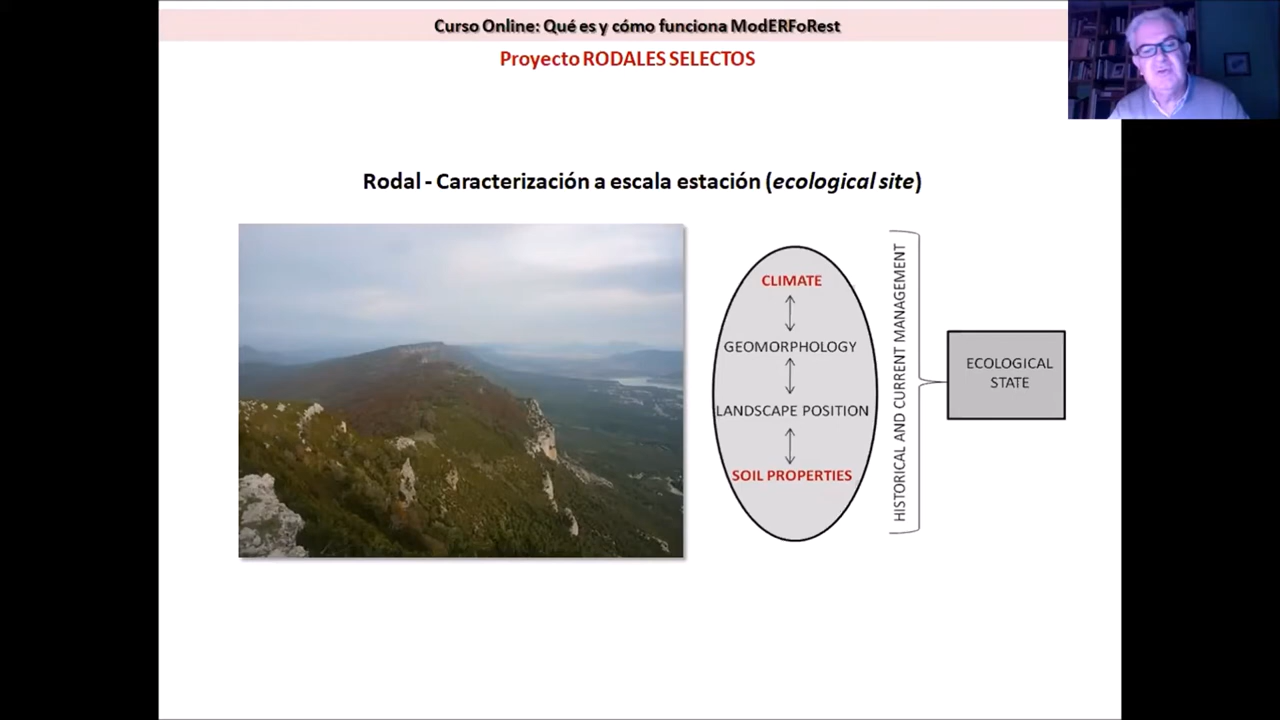 Curso Online: Qué es y cómo funciona ModERFoRest
Proyecto RODALES SELECTOS
Rodal - Caracterización a escala estación (ecological site)
CLIMATE
GEOMORPHOLOGY
LANDSCAPE POSITION
SOIL PROPERTIES
HISTORICAL AND CURRENT MANAGEMENT
ECOLOGICAL
STATE